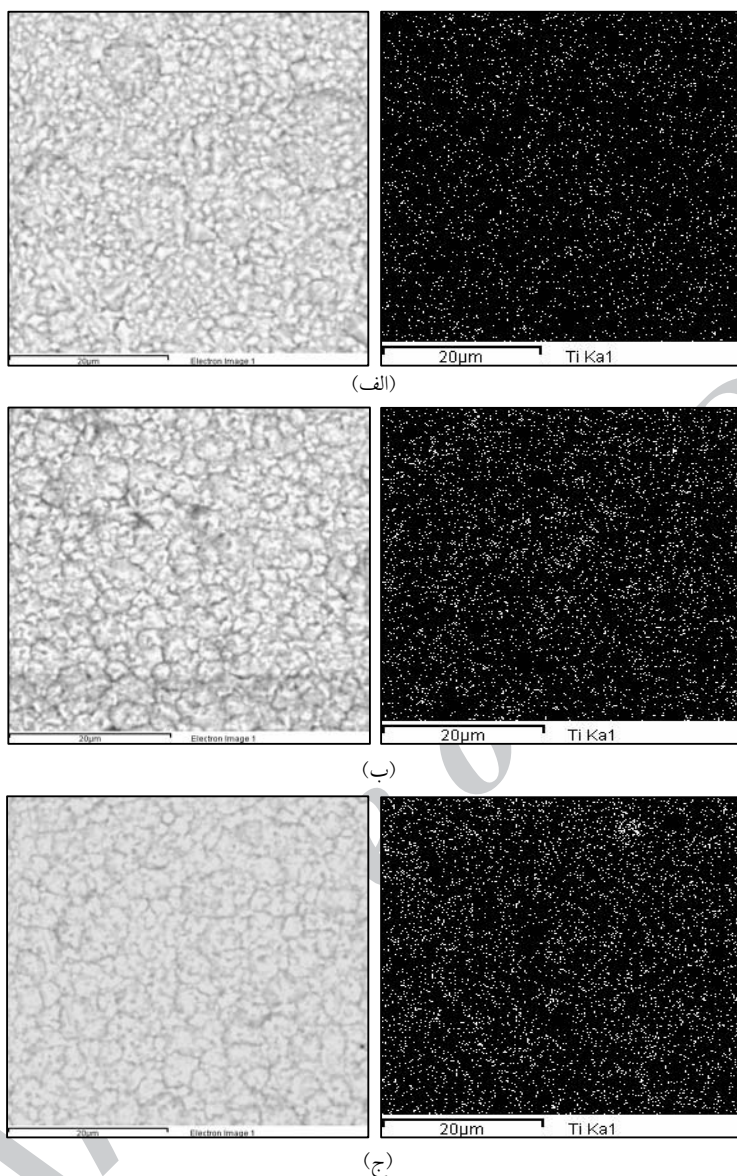 20µm Electron Image 1
20µm Ti Ka1
(الف)
20µm Electron Image 1
20µm Ti Ka1
(ب)
20µm Electron Image 1
20µm Ti Ka1
(ج)